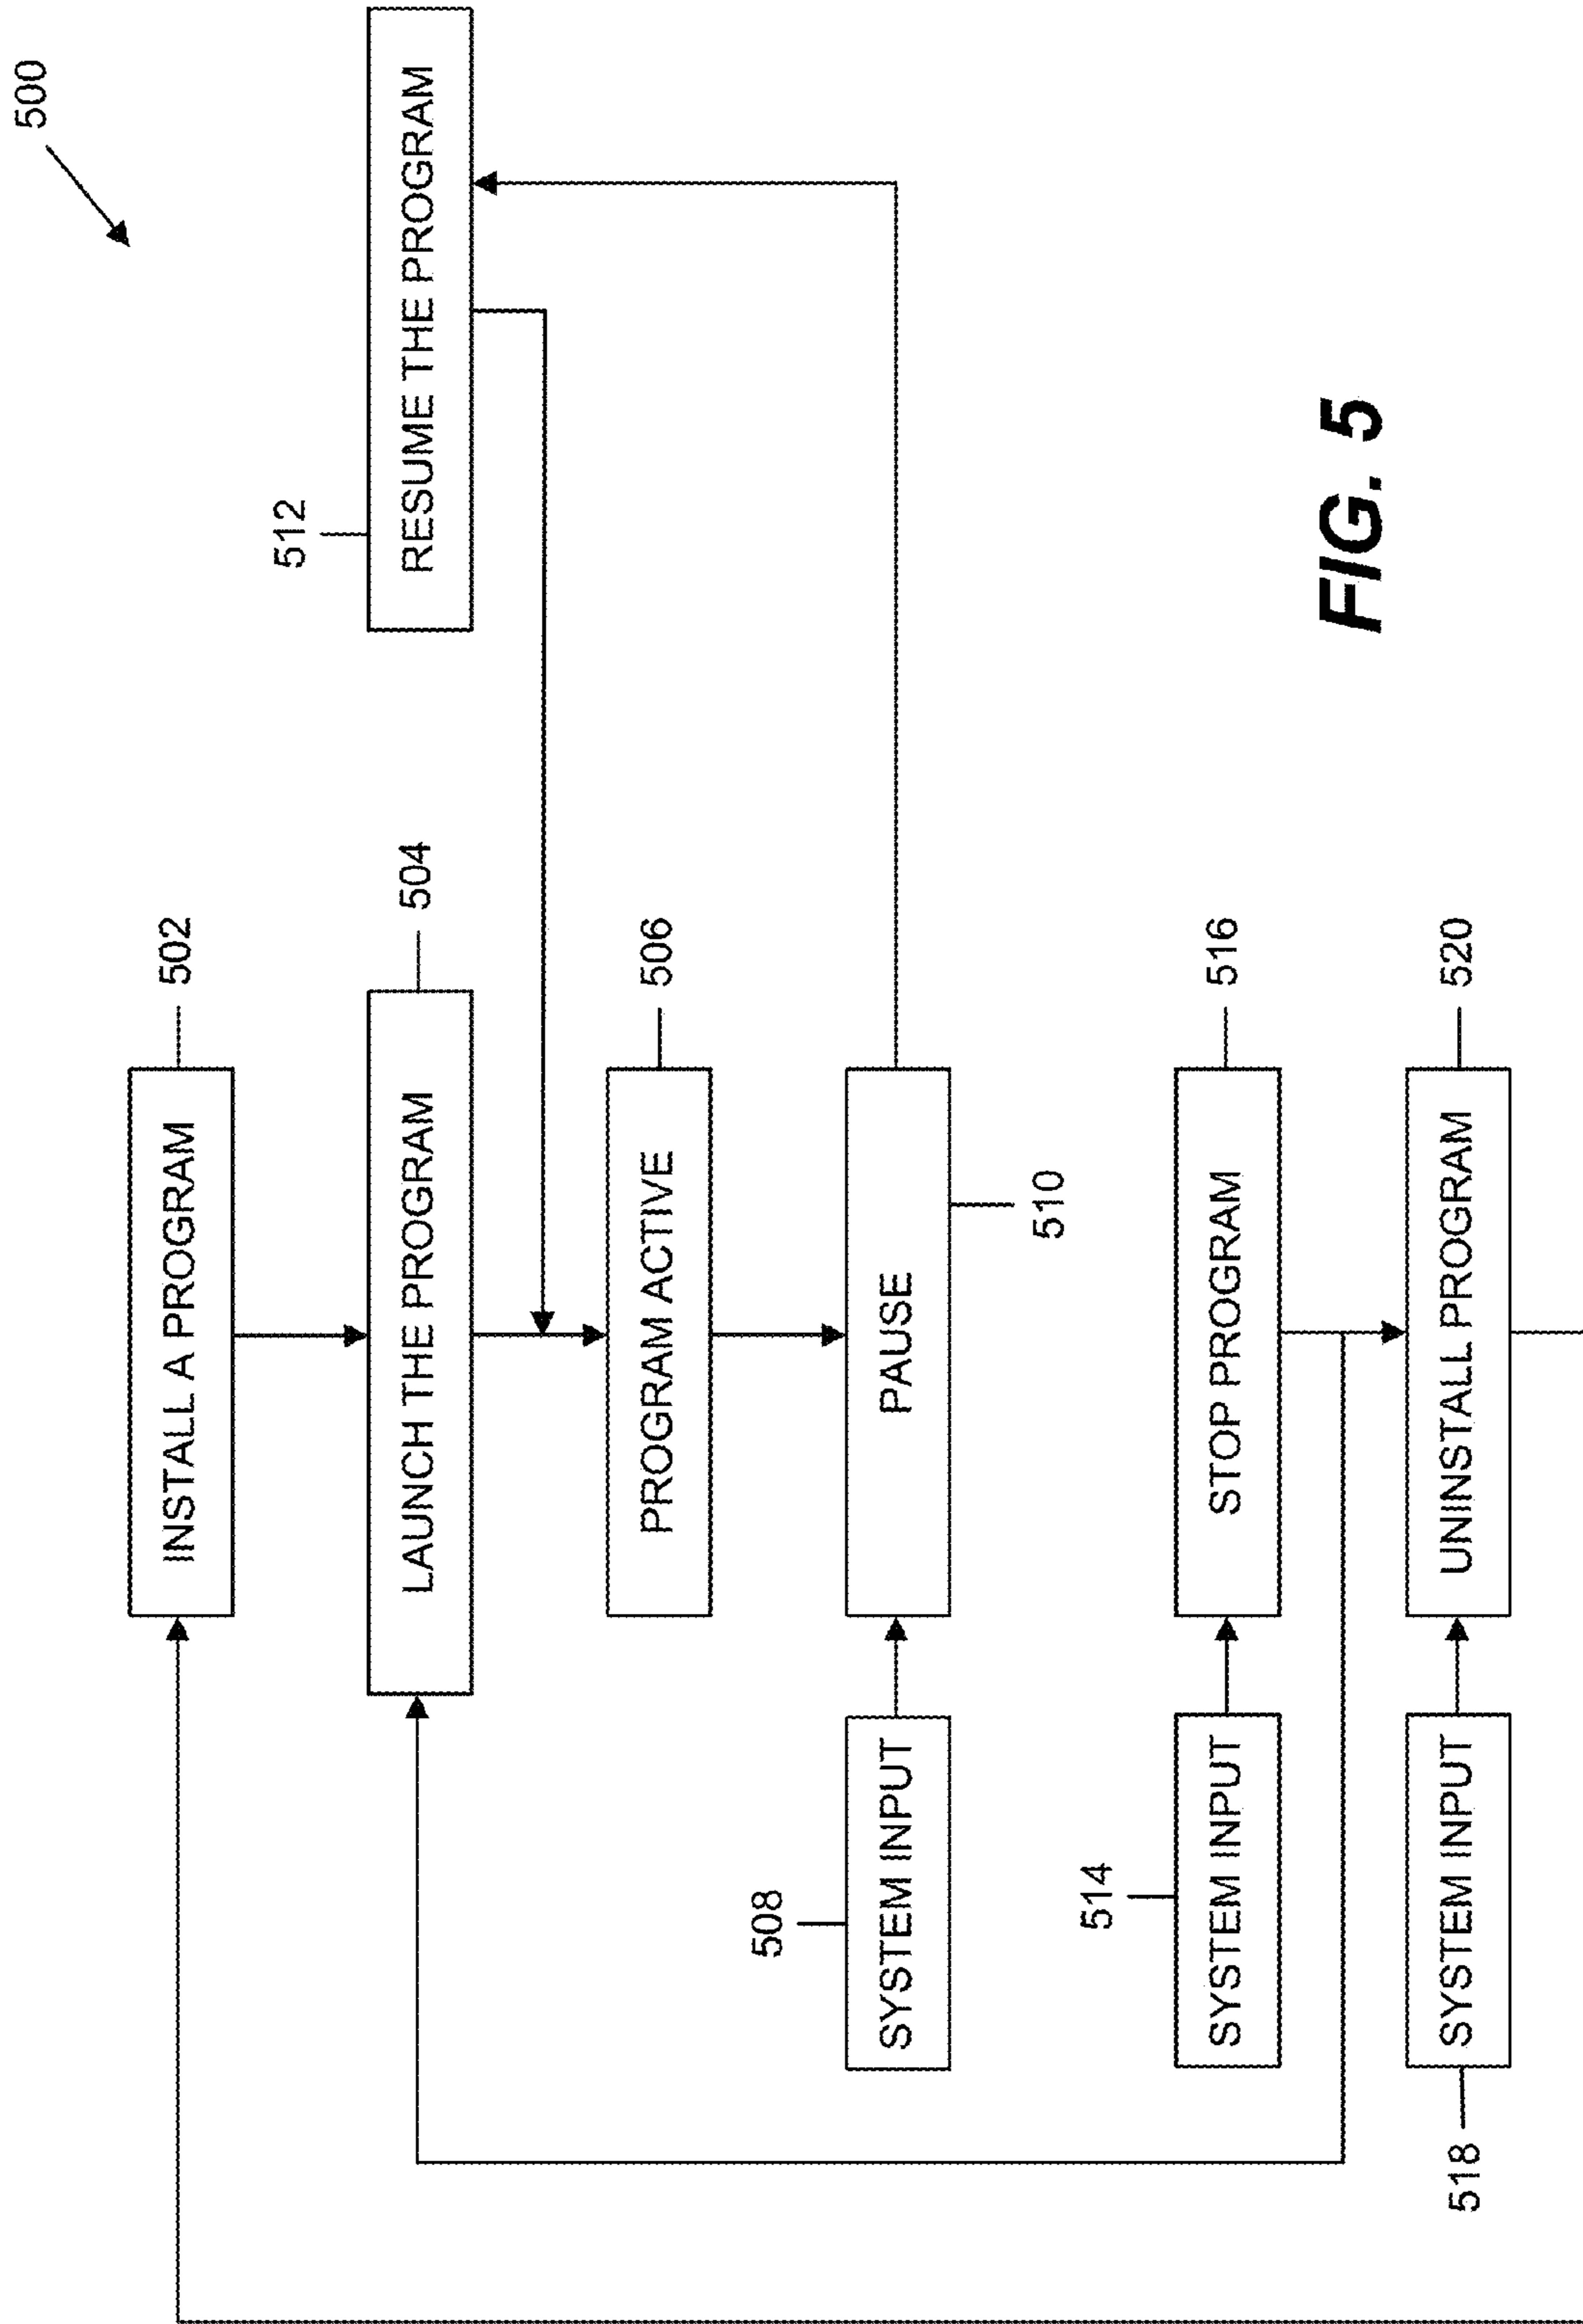 500
INSTALL A PROGRAM
502
LAUNCH THE PROGRAM
504
512
RESUME THE PROGRAM
PROGRAM ACTIVE
506
508
SYSTEM INPUT
PAUSE
510
514
SYSTEM INPUT
STOP PROGRAM
516
518
SYSTEM INPUT
UNINSTALL PROGRAM
520
FIG. 5